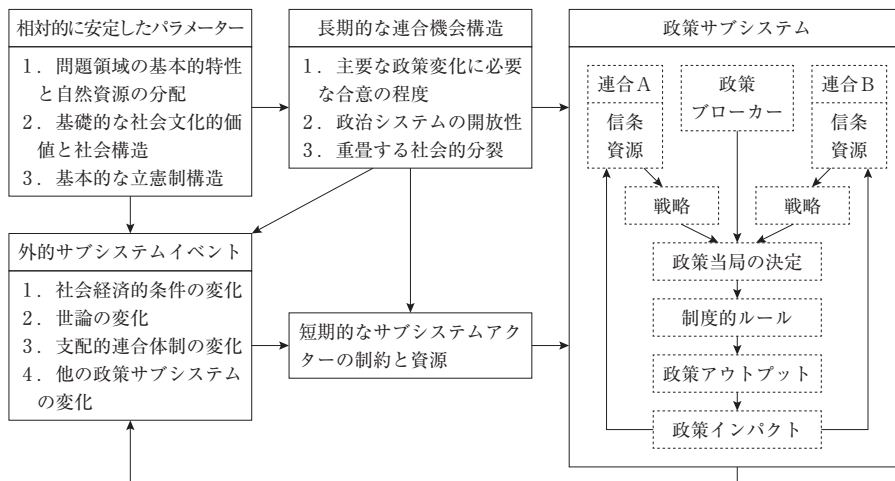 相対的に安定したパラメーター
1．問題領域の基本的特性
と自然資源の分配
2．基礎的な社会文化的価
値と社会構造
3．基本的な立憲制構造
長期的な連合機会構造
1．主要な政策変化に必要
な合意の程度
2．政治システムの開放性
3．重畳する社会的分裂
外的サブシステムイベント
1．社会経済的条件の変化
2．世論の変化
3．支配的連合体制の変化
4．他の政策サブシステム
の変化
短期的なサブシステムアク
ターの制約と資源
政策サブシステム
連合A
信条
資源
政策
ブローカー
連合B
信条
資源
戦略
戦略
政策当局の決定
制度的ルール
政策アウトプット
政策インパクト